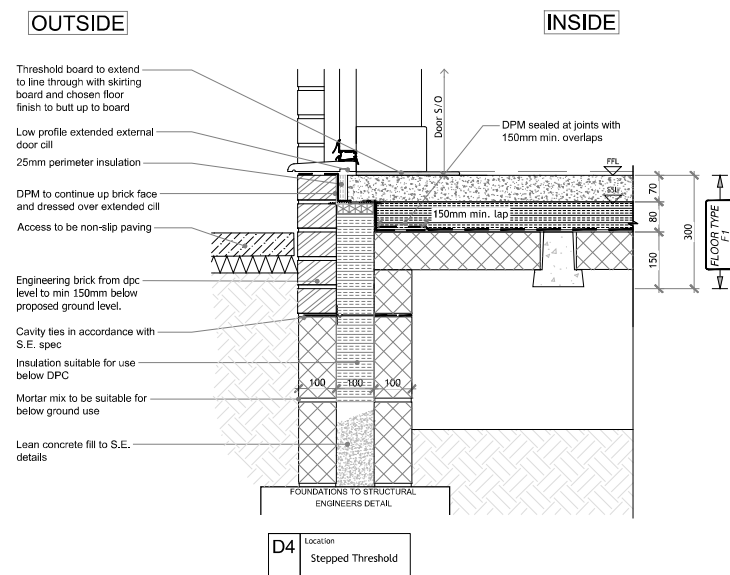 OUTSIDE
INSIDE
Threshold board to extend
to line through with skirting
board and chosen floor
finish to butt up to board
Low profile extended external
door cill
25mm perimeter insulation
DPM to continue up brick face
and dressed over extended cill
Access to be non-slip paving
Engineering brick from dpc
level to min 150mm below
proposed ground level.
Cavity ties in accordance with
S.E. spec
Insulation suitable for use
below DPC
Mortar mix to be suitable for
below ground use
Lean concrete fill to S.E.
details
Door S/O
DPM sealed at joints with
150mm min. overlaps
FFL
SSL
150mm min. lap
70
80
150
300
FLOOR TYPE
F1
100
100
100
FOUNDATIONS TO STRUCTURAL
ENGINEERS DETAIL
D4
Location
Stepped Threshold